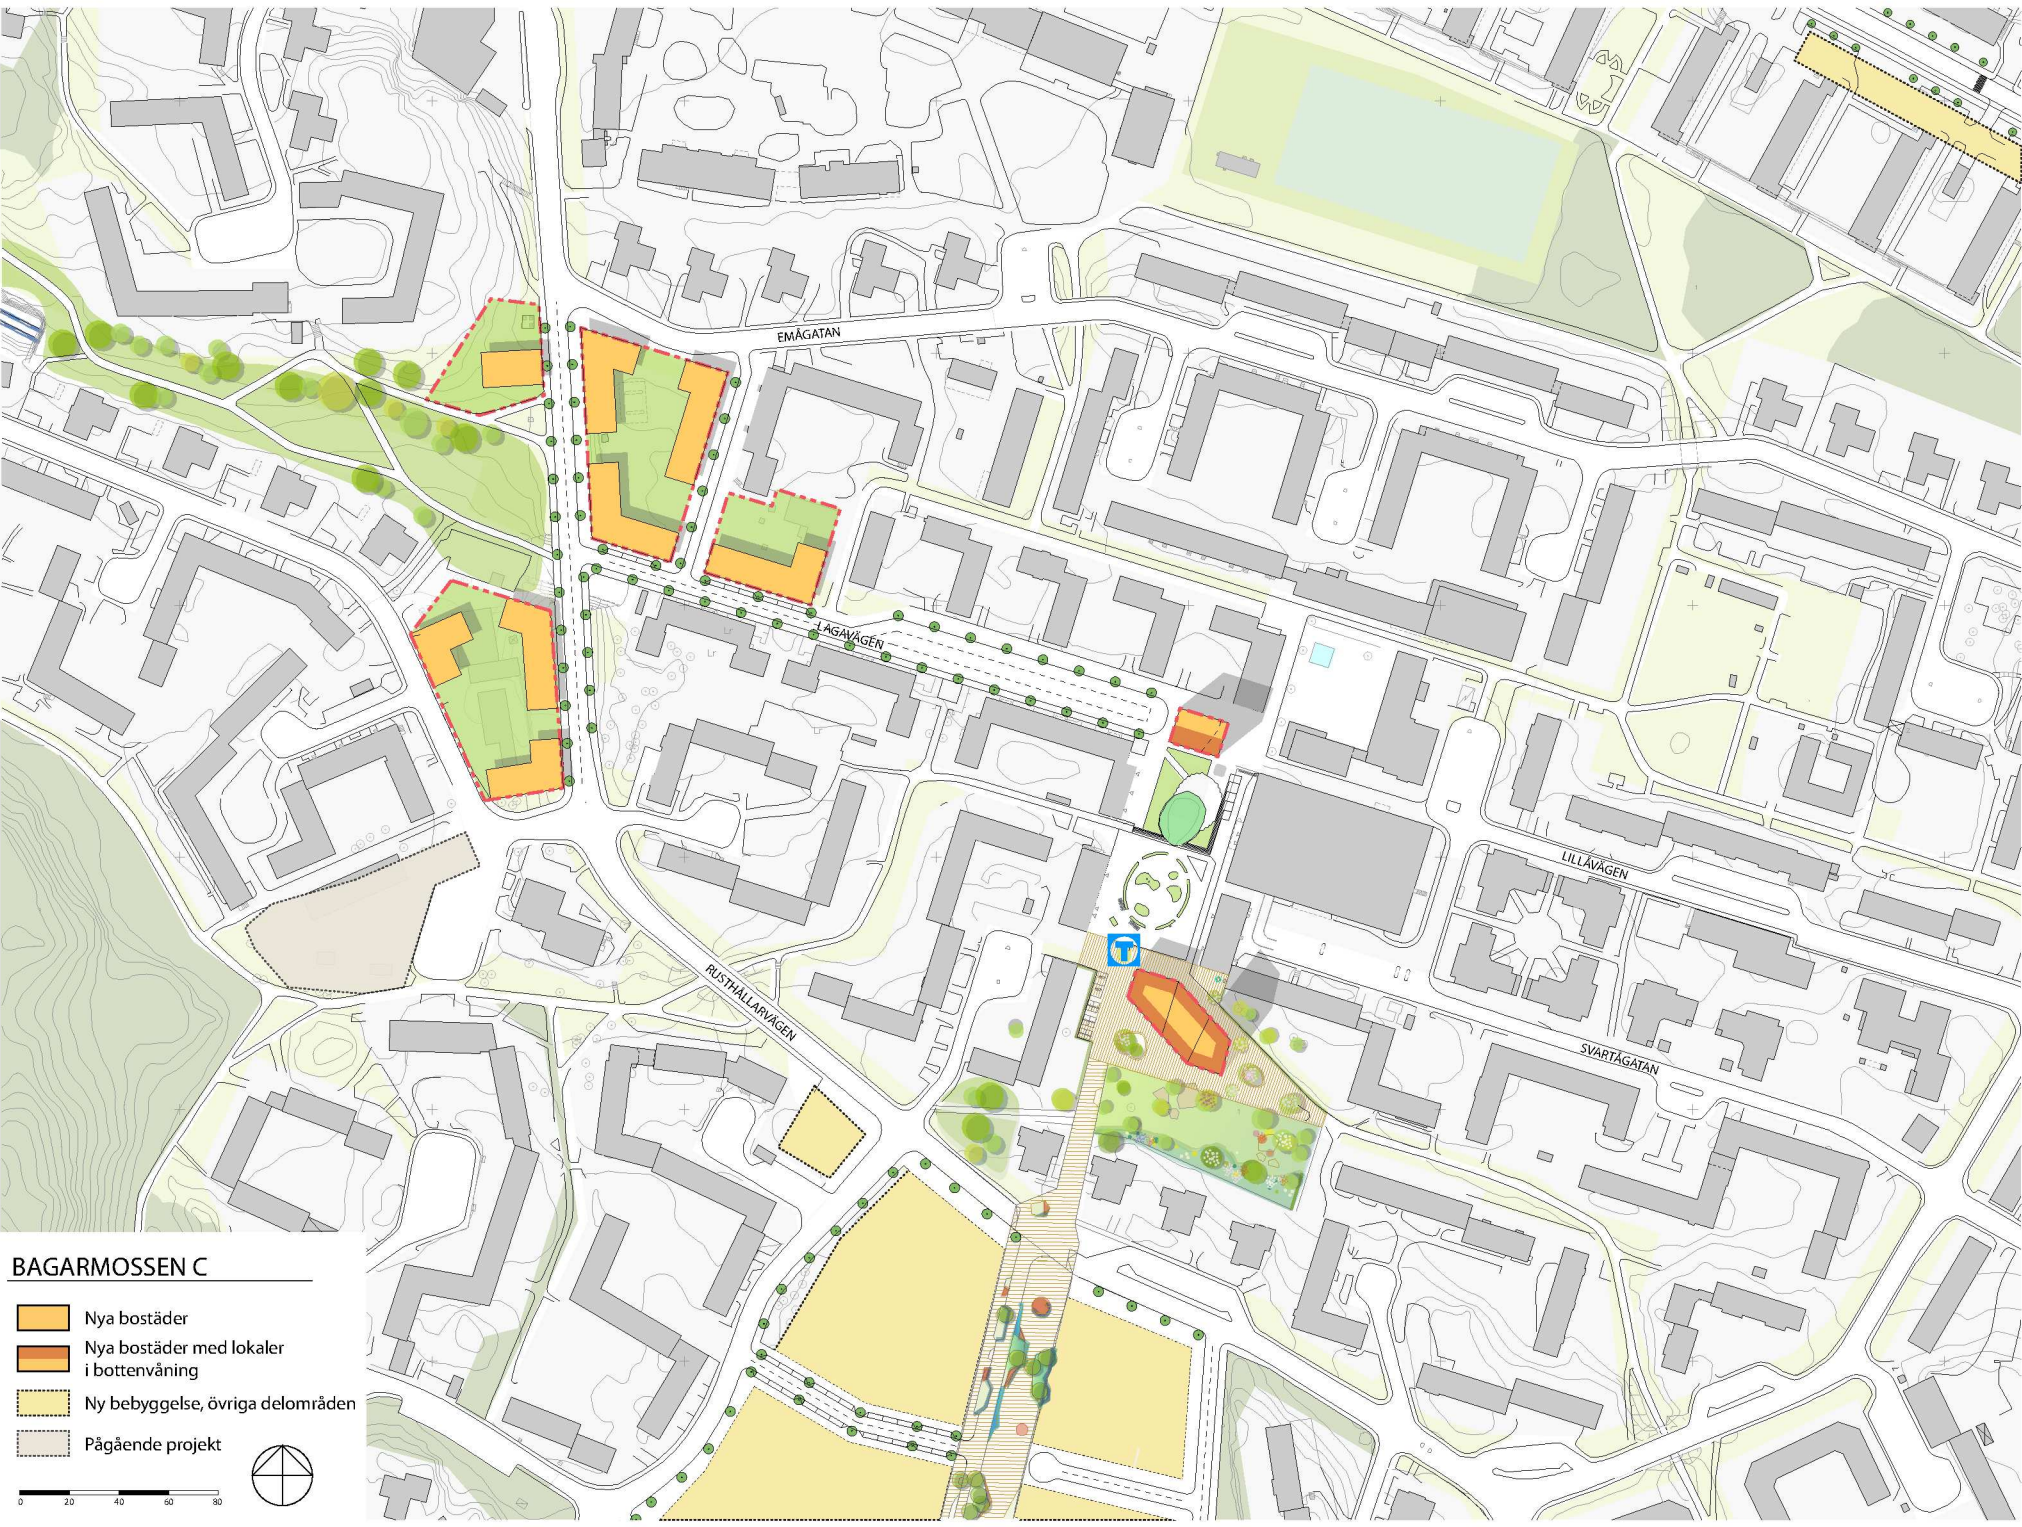 EMÅGATAN
LAGAVÄGEN
LILLÅVÄGEN
T
RUSTHÅLLARVÄGEN
SVARTÅGATAN
BAGARMOSSEN C
Nya bostäder
Nya bostäder med lokaler
i bottenvåning
Ny bebyggelse, övriga delområden
Pågående projekt
0 20 40 60 80